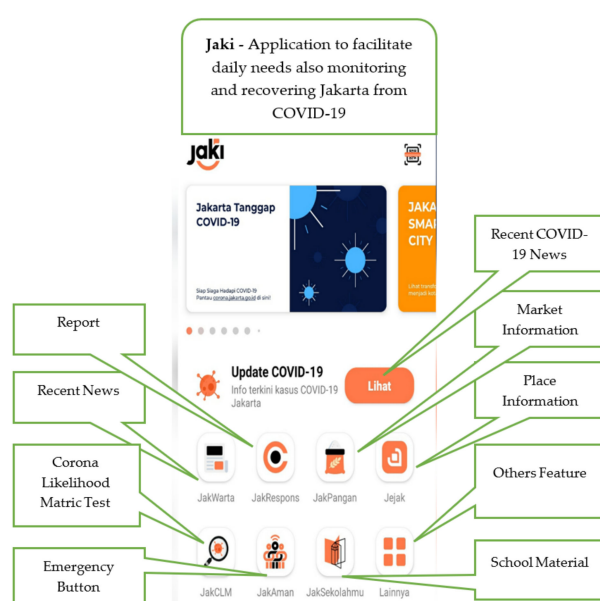 Jaki - Application to facilitate
daily needs also monitoring
and recovering Jakarta from
COVID-19
Jaki
Jakarta Tanggap
COVID-19
Siap Siaga Hadapi COVID-19
Pantau corona.jakarta.go.id di sini!
JAKA
SMAR
CITY
Recent COVID-
19 News
Market
Information
Report
Place
Information
Update COVID-19
Info terkini kasus COVID-19
Jakarta
Lihat
Recent News
JakWarta
JakRespons
JakPangan
Jejak
Corona
Likelihood
Matric Test
Others Feature
Emergency
Button
School Material
JakCLM
JakAman
JakSekolahmu
Lainnya